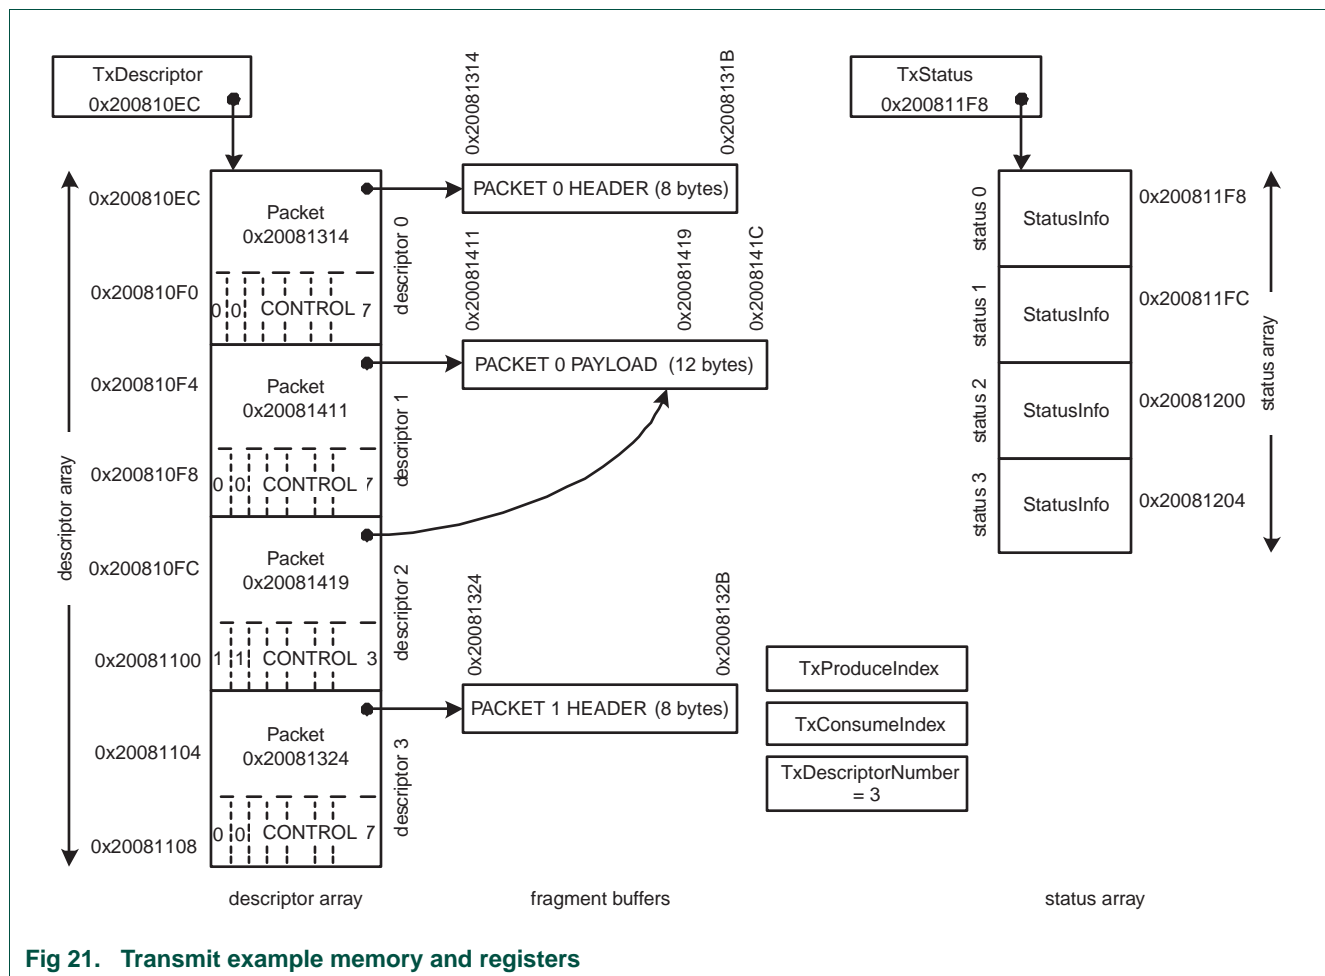 TxDescriptor
0x200810EC
TxStatus
0x200811F8
descriptor array
0x200810EC
Packet
0x20081314
0x200810F0
0 0 CONTROL 7
descriptor 0
0x200810F4
Packet
0x20081411
0x200810F8
0 0 CONTROL 7
descriptor 1
0x200810FC
Packet
0x20081419
0x20081100
1 1 CONTROL 3
descriptor 2
0x20081104
Packet
0x20081324
0x20081108
0 0 CONTROL 7
descriptor 3
0x20081314
0x2008131B
PACKET 0 HEADER (8 bytes)
0x20081411
0x20081419
0x2008141C
PACKET 0 PAYLOAD (12 bytes)
0x20081324
0x2008132B
PACKET 1 HEADER (8 bytes)
status 0
StatusInfo
0x200811F8
status 1
StatusInfo
0x200811FC
status 2
StatusInfo
0x20081200
status 3
StatusInfo
0x20081204
status array
TxProduceIndex
TxConsumeIndex
TxDescriptorNumber
= 3
descriptor array
fragment buffers
status array
Fig 21. Transmit example memory and registers